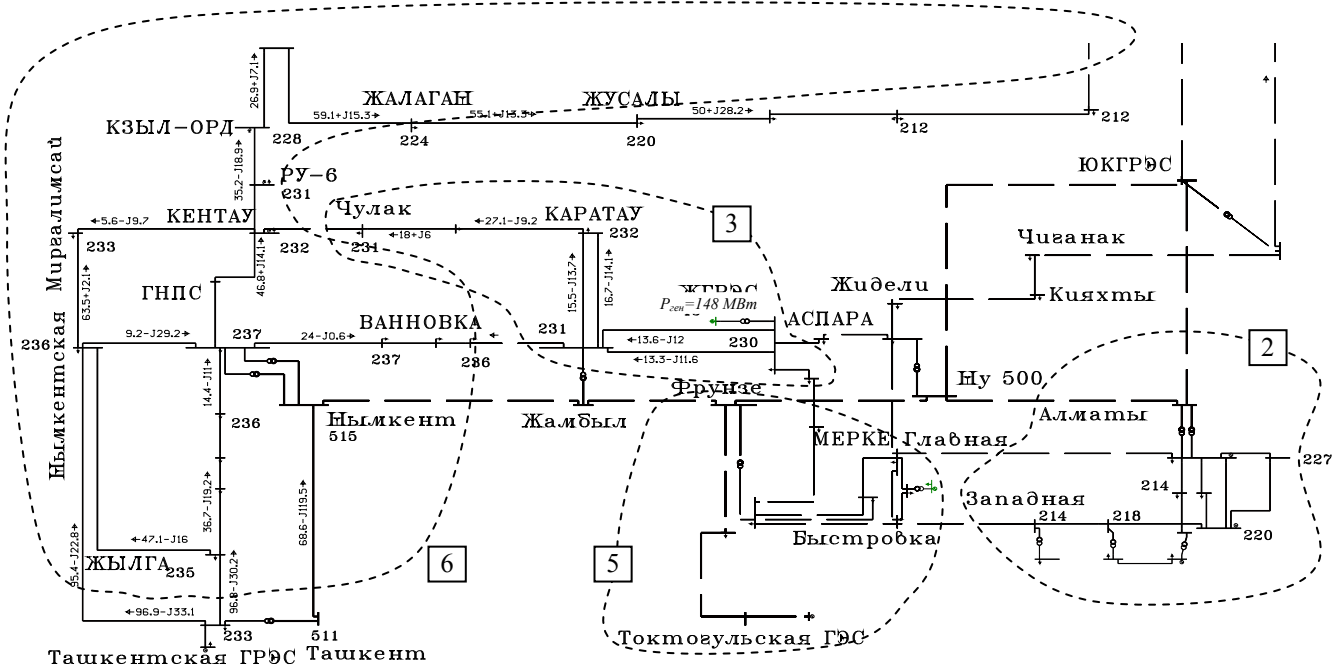 ЖАЛАГАН
ЖУСАЛЫ
26.9+J7.1
59.1+J15.3
55.1+J13.3
50+J28.2
КЗЫЛ-ОРД
228
224
220
212
212
ЮКГРЭС
35.2-J18.9
РУ-6
231
Миргалимсай
5.6-J9.7
КЕНТАУ
Чулак
27.1-J9.2
КАРАТАУ
3
233
232
231
18+J6
232
Чиганак
46.8+J14.1
15.5-J13.7
16.7-J14.1
Жидели
Кияхты
63.5+J2.1
ГНПС
ЖГРЭС
Pген=148 МВт
9.2-J29.2
237
24-J0.6
ВАННОВКА
231
АСПАРА
236
237
236
13.6-J12
230
13.3-J11.6
2
Нымкентская
14.4-J11
Фрунзе
Ну 500
236
Нымкент
515
Жамбыл
Алматы
МЕРКЕ
Главная
227
36.7-J19.2
68.6-J119.5
214
Западная
214
218
220
47.1-J16
Быстровка
ЖЫЛГА
235
6
5
95.4-J22.8
96.8-J30.2
96.9-J33.1
233
511
Токтогульская ГЭС
Ташкентская ГРЭС
Ташкент